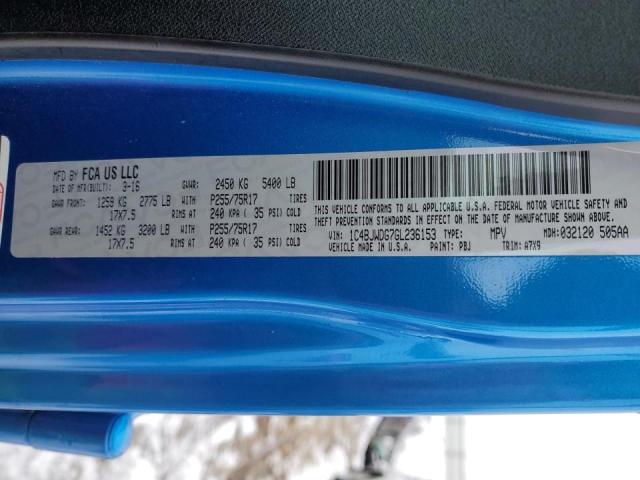 MFD BY FCA US LLC
DATE OF MFR(BUILT): 3-16 GVWR: 2450 KG 5400 LB
GAWR FRONT: 1259 KG 2775 LB WITH P255/75R17 TIRES
17X7.5 RIMS AT 240 KPA ( 35 PSI) COLD
GAWR REAR: 1452 KG 3200 LB WITH P255/75R17 TIRES
17X7.5 RIMS AT 240 KPA ( 35 PSI) COLD
THIS VEHICLE CONFORMS TO ALL APPLICABLE U.S.A. FEDERAL MOTOR VEHICLE SAFETY, BUMPER AND
THEFT PREVENTION STANDARDS IN EFFECT ON THE DATE OF MANUFACTURE SHOWN ABOVE.
VIN: 1C4BJWDG7GL236153 TYPE: MPV MDH: 032120 505AA
VEHICLE MADE IN U.S.A. PAINT: PBJ TRIM: A7X9